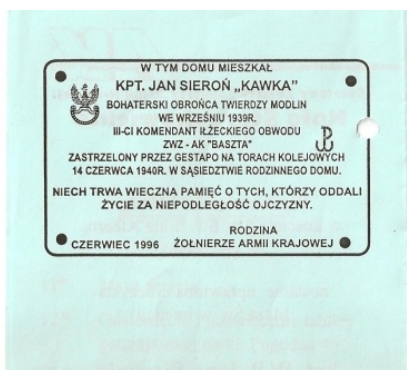 W TYM DOMU MIESZKAŁ
KPT. JAN SIEROŃ „KAWKA”
BOHATERSKI OBROŃCA TWIERDZY MODLIN
WE WRZEŚNIU 1939R.
III-CI KOMENDANT IŁŻECKIEGO OBWODU
ZWZ - AK "BASZTA"
ZASTRZELONY PRZEZ GESTAPO NA TORACH KOLEJOWYCH
14 CZERWCA 1940R. W SĄSIEDZTWIE RODZINNEGO DOMU.
NIECH TRWA WIECZNA PAMIĘĆ O TYCH, KTÓRZY ODDALI
ŻYCIE ZA NIEPODLEGŁOŚĆ OJCZYZNY.
RODZINA
CZERWIEC 1996 ŻOŁNIERZE ARMII KRAJOWEJ